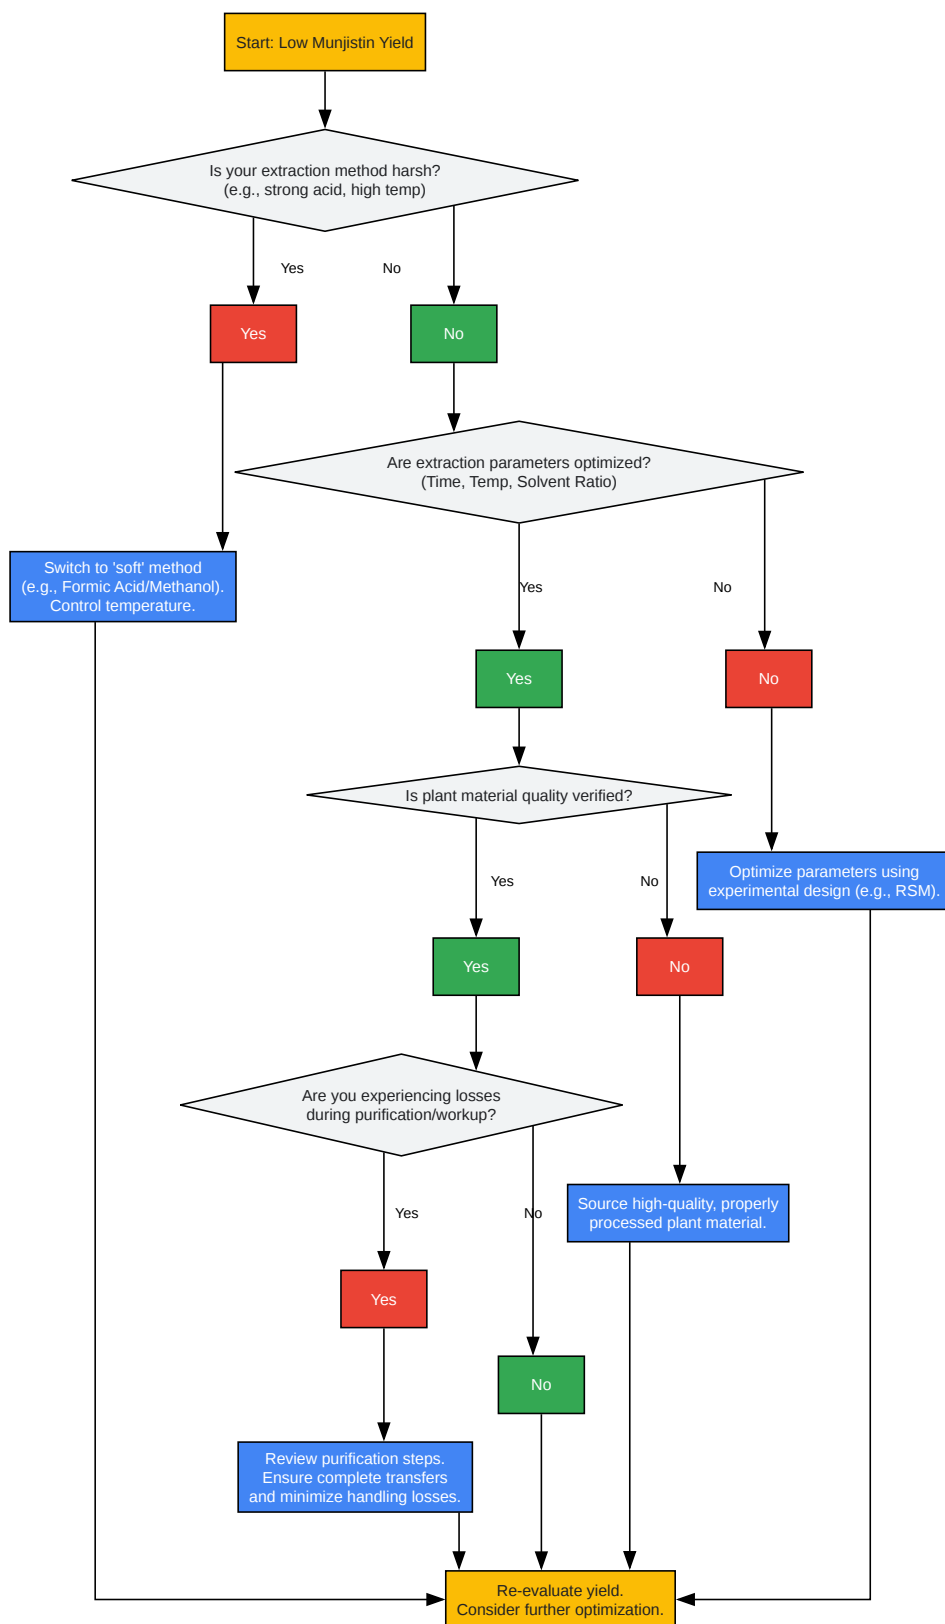 Start: Low Munjistin Yield
Is your extraction method harsh?
(e.g., strong acid, high temp)
Yes
No
Yes
No
Are extraction parameters optimized?
(Time, Temp, Solvent Ratio)
Switch to 'soft' method
(e.g., Formic Acid/Methanol).
Control temperature.
Yes
No
Yes
No
Is plant material quality verified?
Optimize parameters using
experimental design (e.g., RSM).
Yes
No
Yes
No
Are you experiencing losses
during purification/workup?
Source high-quality, properly
processed plant material.
Yes
No
Yes
No
Review purification steps.
Ensure complete transfers
and minimize handling losses.
Re-evaluate yield.
Consider further optimization.